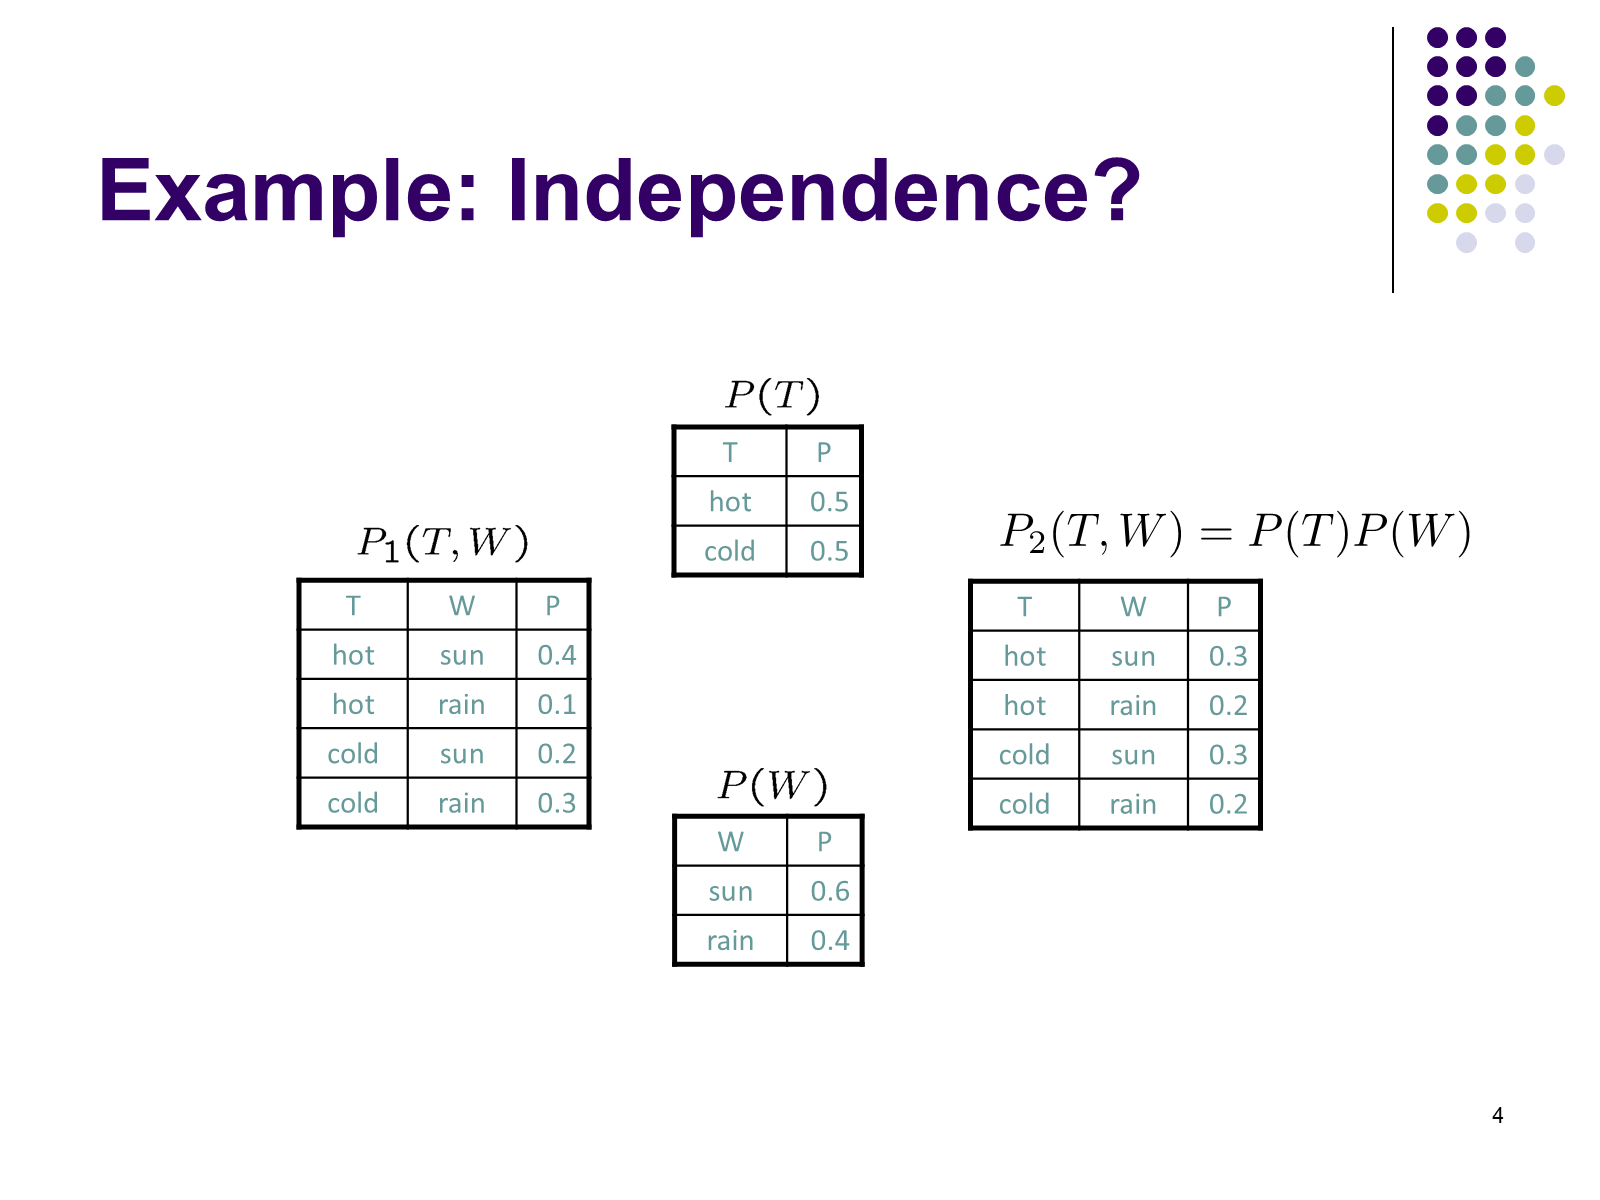 Example: Independence?
P(T)
T P
hot 0.5
cold 0.5
P₁(T, W)
T W P
hot sun 0.4
hot rain 0.1
cold sun 0.2
cold rain 0.3
P(W)
W P
sun 0.6
rain 0.4
P₂(T, W) = P(T)P(W)
T W P
hot sun 0.3
hot rain 0.2
cold sun 0.3
cold rain 0.2
4